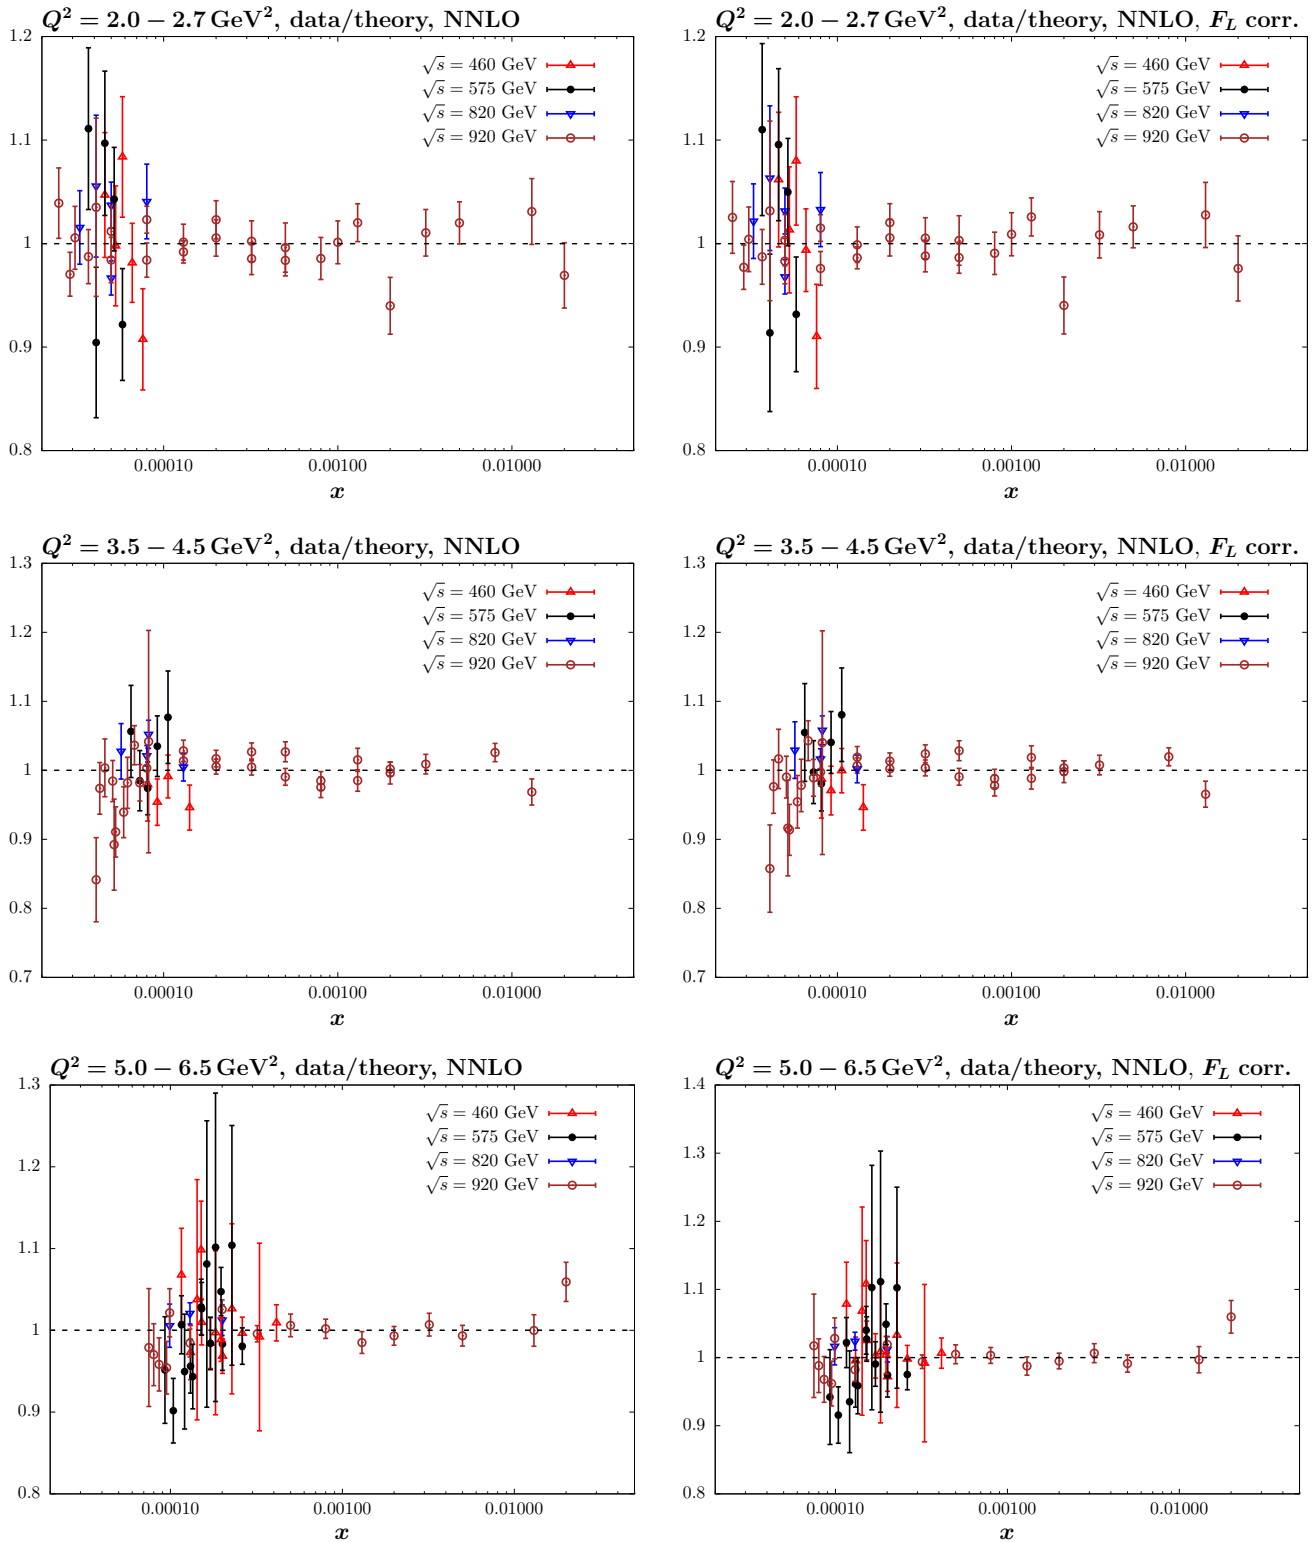 Q² = 2.0 − 2.7 GeV², data/theory, NNLO
1.2
1.1
1
0.9
0.8
√s = 460 GeV
√s = 575 GeV
√s = 820 GeV
√s = 920 GeV
0.00010 0.00100 0.01000
x
Q² = 2.0 − 2.7 GeV², data/theory, NNLO, F_L corr.
1.2
1.1
1
0.9
0.8
√s = 460 GeV
√s = 575 GeV
√s = 820 GeV
√s = 920 GeV
0.00010 0.00100 0.01000
x
Q² = 3.5 − 4.5 GeV², data/theory, NNLO
1.3
1.2
1.1
1
0.9
0.8
0.7
√s = 460 GeV
√s = 575 GeV
√s = 820 GeV
√s = 920 GeV
0.00010 0.00100 0.01000
x
Q² = 3.5 − 4.5 GeV², data/theory, NNLO, F_L corr.
1.3
1.2
1.1
1
0.9
0.8
0.7
√s = 460 GeV
√s = 575 GeV
√s = 820 GeV
√s = 920 GeV
0.00010 0.00100 0.01000
x
Q² = 5.0 − 6.5 GeV², data/theory, NNLO
1.3
1.2
1.1
1
0.9
0.8
√s = 460 GeV
√s = 575 GeV
√s = 820 GeV
√s = 920 GeV
0.00010 0.00100 0.01000
x
Q² = 5.0 − 6.5 GeV², data/theory, NNLO, F_L corr.
1.4
1.3
1.2
1.1
1
0.9
0.8
√s = 460 GeV
√s = 575 GeV
√s = 820 GeV
√s = 920 GeV
0.00010 0.00100 0.01000
x